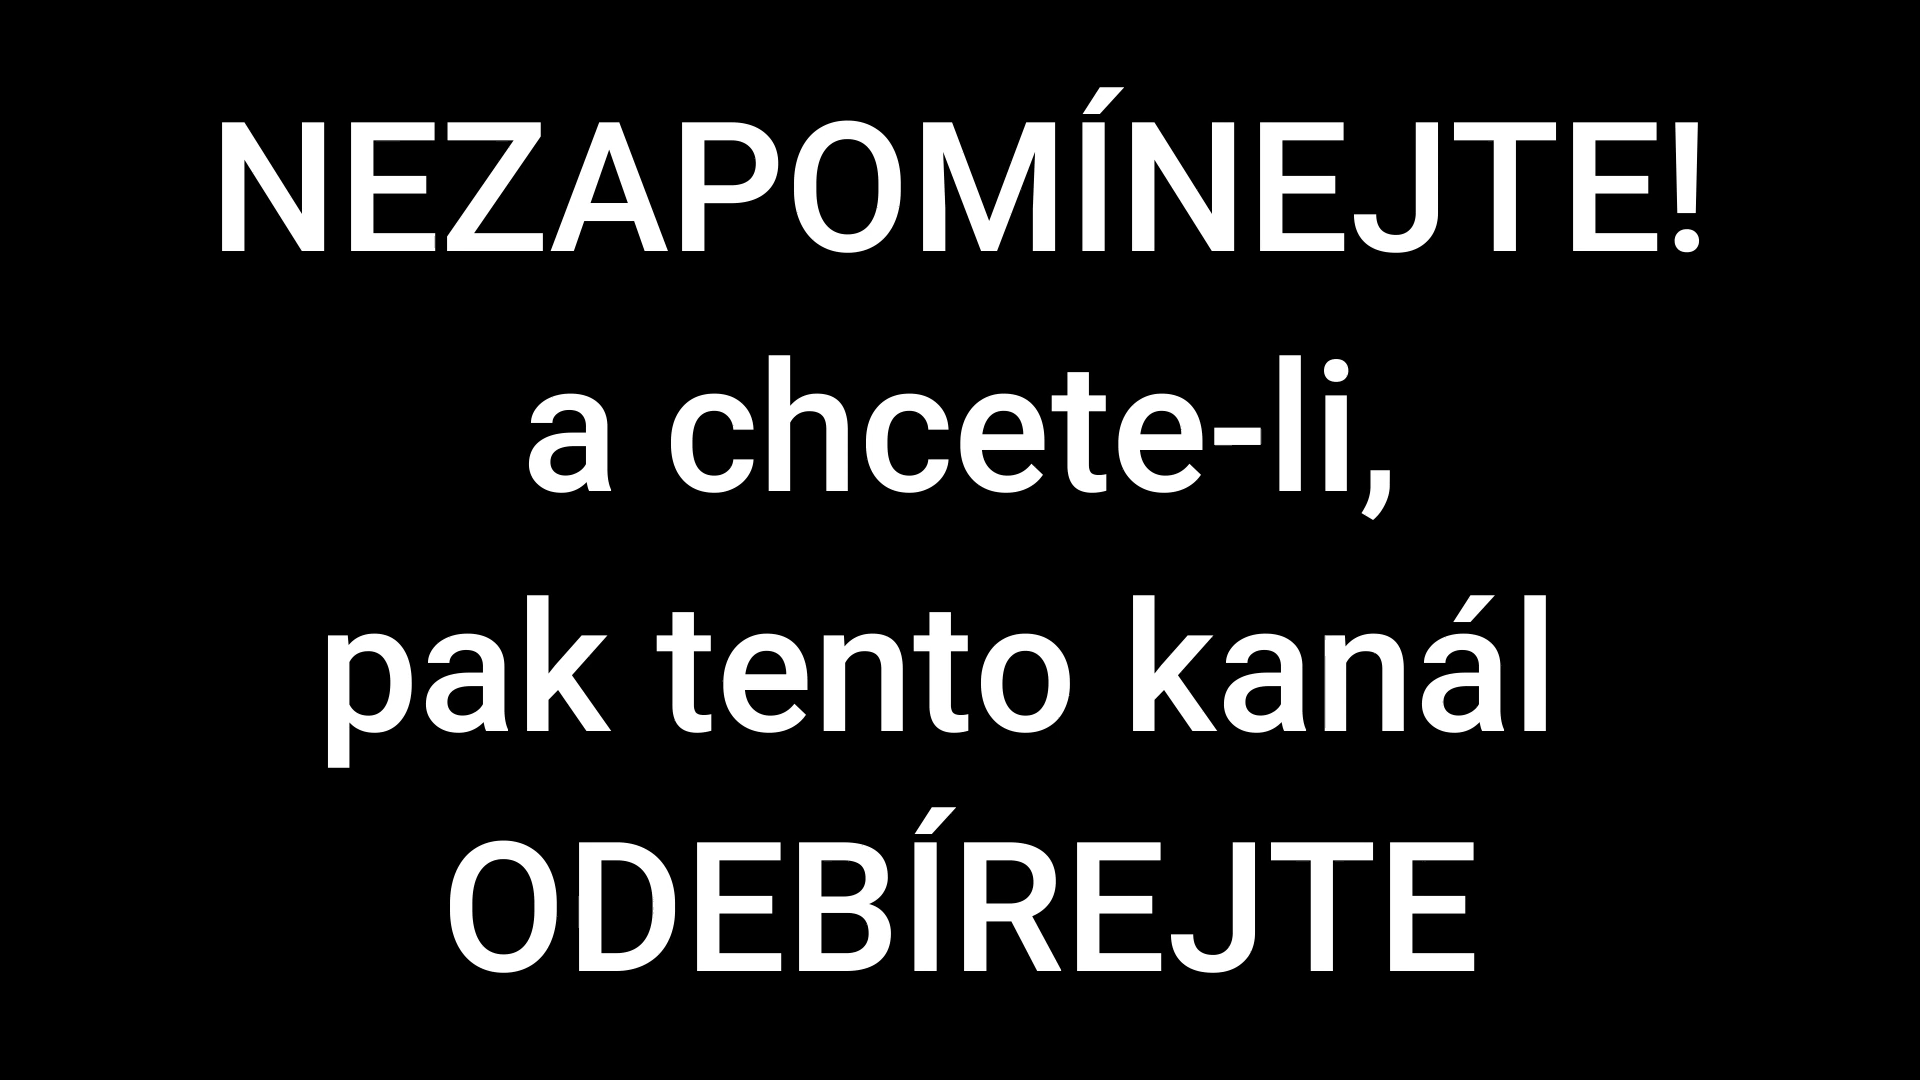 NEZAPOMÍNEJTE!
a chcete-li,
pak tento kanál
ODEBÍREJTE